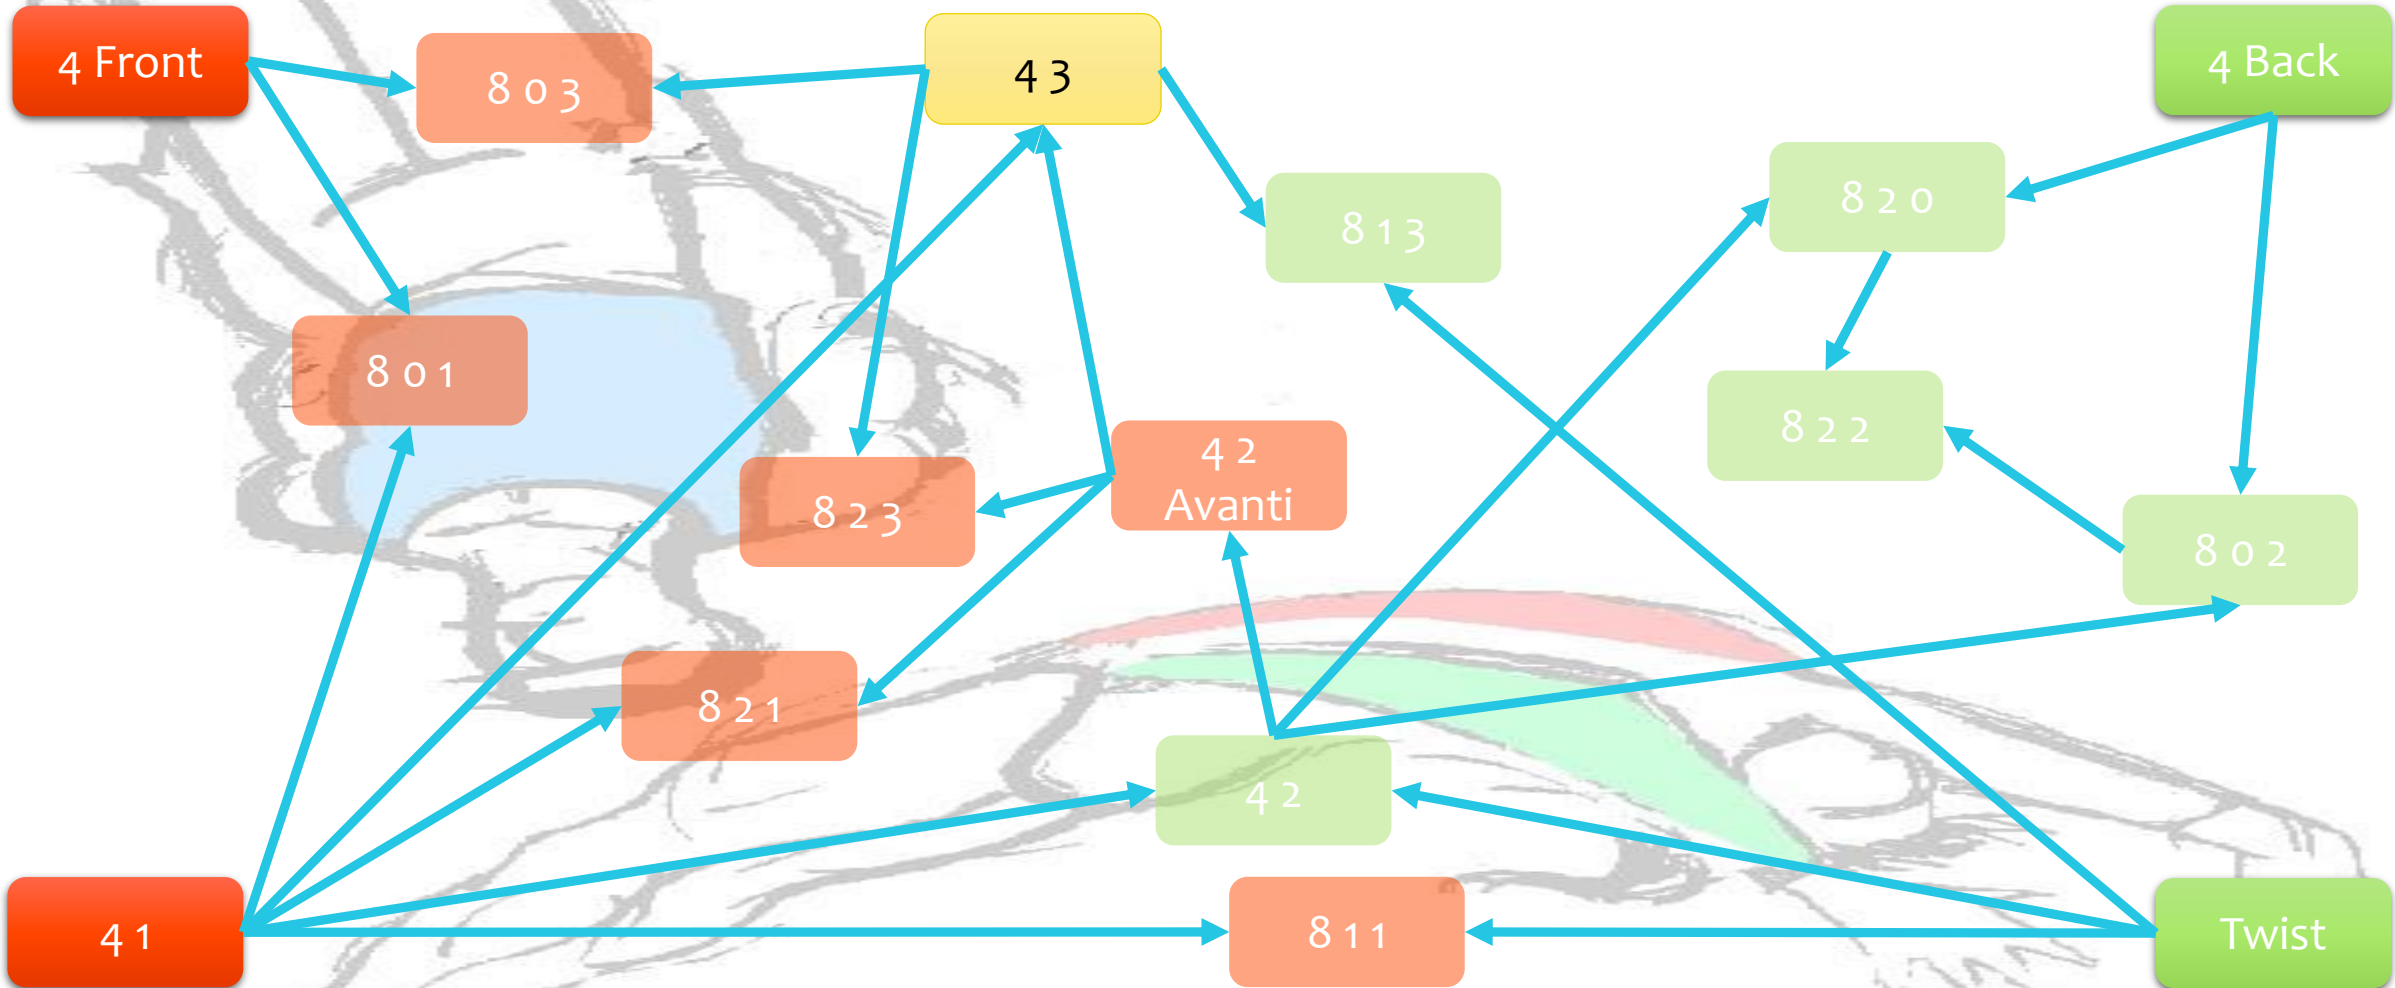 4 Front
8 0 3
4 3
4 Back
8 2 0
8 1 3
8 0 1
8 2 2
4 2
Avanti
8 2 3
8 0 2
8 2 1
4 2
4 1
8 1 1
Twist